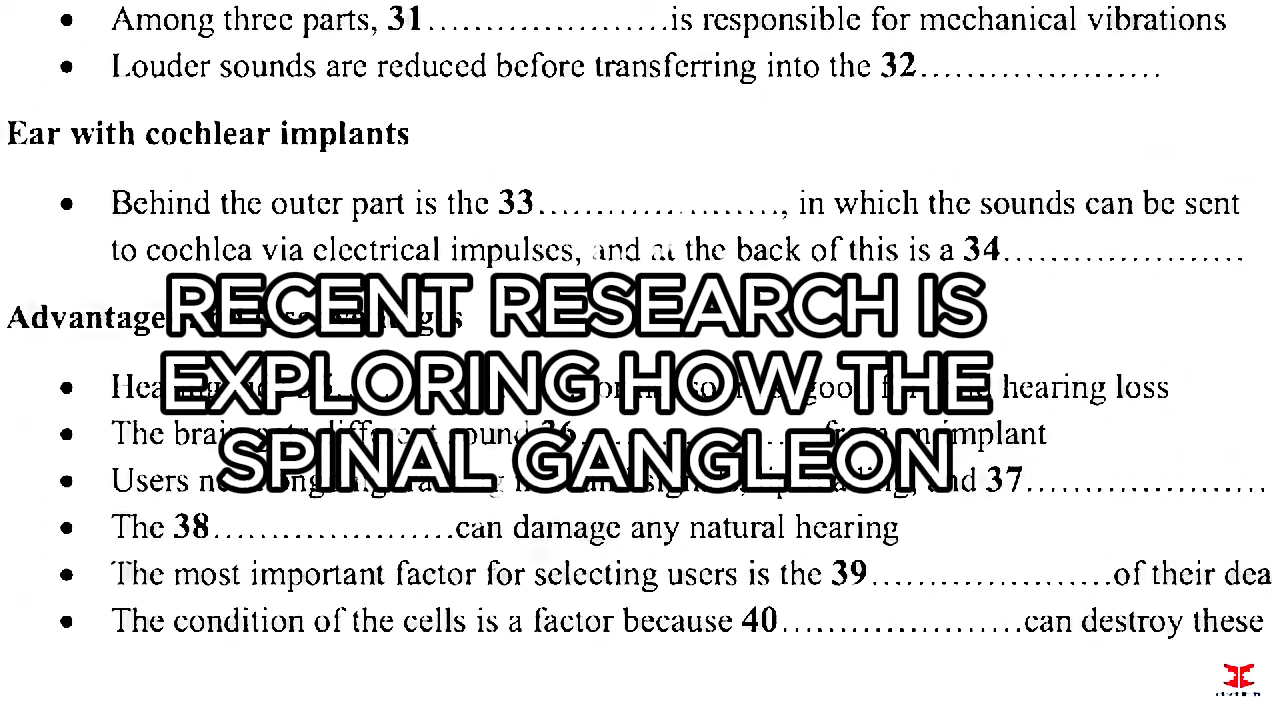 • Among three parts, 31.....................is responsible for mechanical vibrations
• Louder sounds are reduced before transferring into the 32.....................
Ear with cochlear implants
• Behind the outer part is the 33....................., in which the sounds can be sent
to cochlea via electrical impulses, and at the back of this is a 34.....................
Advantage
RECENT RESEARCH IS
EXPLORING HOW THE
SPINAL GANGLEON
• hearing loss
• The implant
• Users and 37.....................
• The 38.....................can damage any natural hearing
• The most important factor for selecting users is the 39.....................of their dea
• The condition of the cells is a factor because 40.....................can destroy these